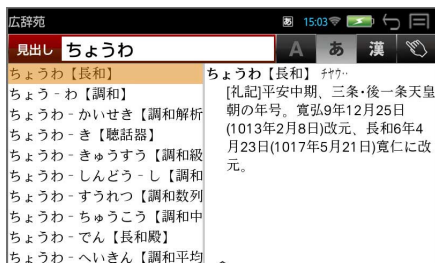 広辞苑
あ 15:03
見出し ちょうわ A あ 漢
ちょうわ【長和】
ちょう‐わ【調和】
ちょうわ‐かいせき【調和解析
ちょうわ‐き【聴話器】
ちょうわ‐きゅうすう【調和級
ちょうわ‐しんどう‐し【調和
ちょうわ‐すうれつ【調和数列
ちょうわ‐ちゅうこう【調和中
ちょうわ‐でん【長和殿】
ちょうわ‐へいきん【調和平均
ちょうわ【長和】 チヤウ‥
[礼記]平安中期、三条・後一条天皇
朝の年号。寛弘9年12月25日
(1013年2月8日)改元、長和6年4
月23日(1017年5月21日)寛仁に改
元。